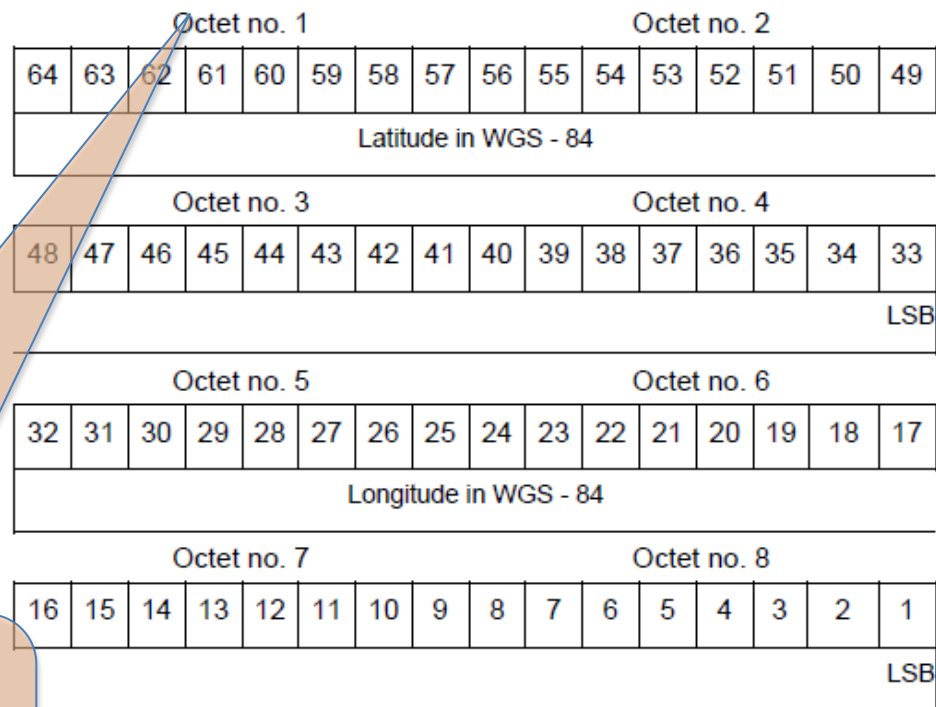 Octet no. 1 Octet no. 2
64 63 62 61 60 59 58 57 56 55 54 53 52 51 50 49
Latitude in WGS - 84
Octet no. 3 Octet no. 4
48 47 46 45 44 43 42 41 40 39 38 37 36 35 34 33
LSB
Octet no. 5 Octet no. 6
32 31 30 29 28 27 26 25 24 23 22 21 20 19 18 17
Longitude in WGS - 84
Octet no. 7 Octet no. 8
16 15 14 13 12 11 10 9 8 7 6 5 4 3 2 1
LSB